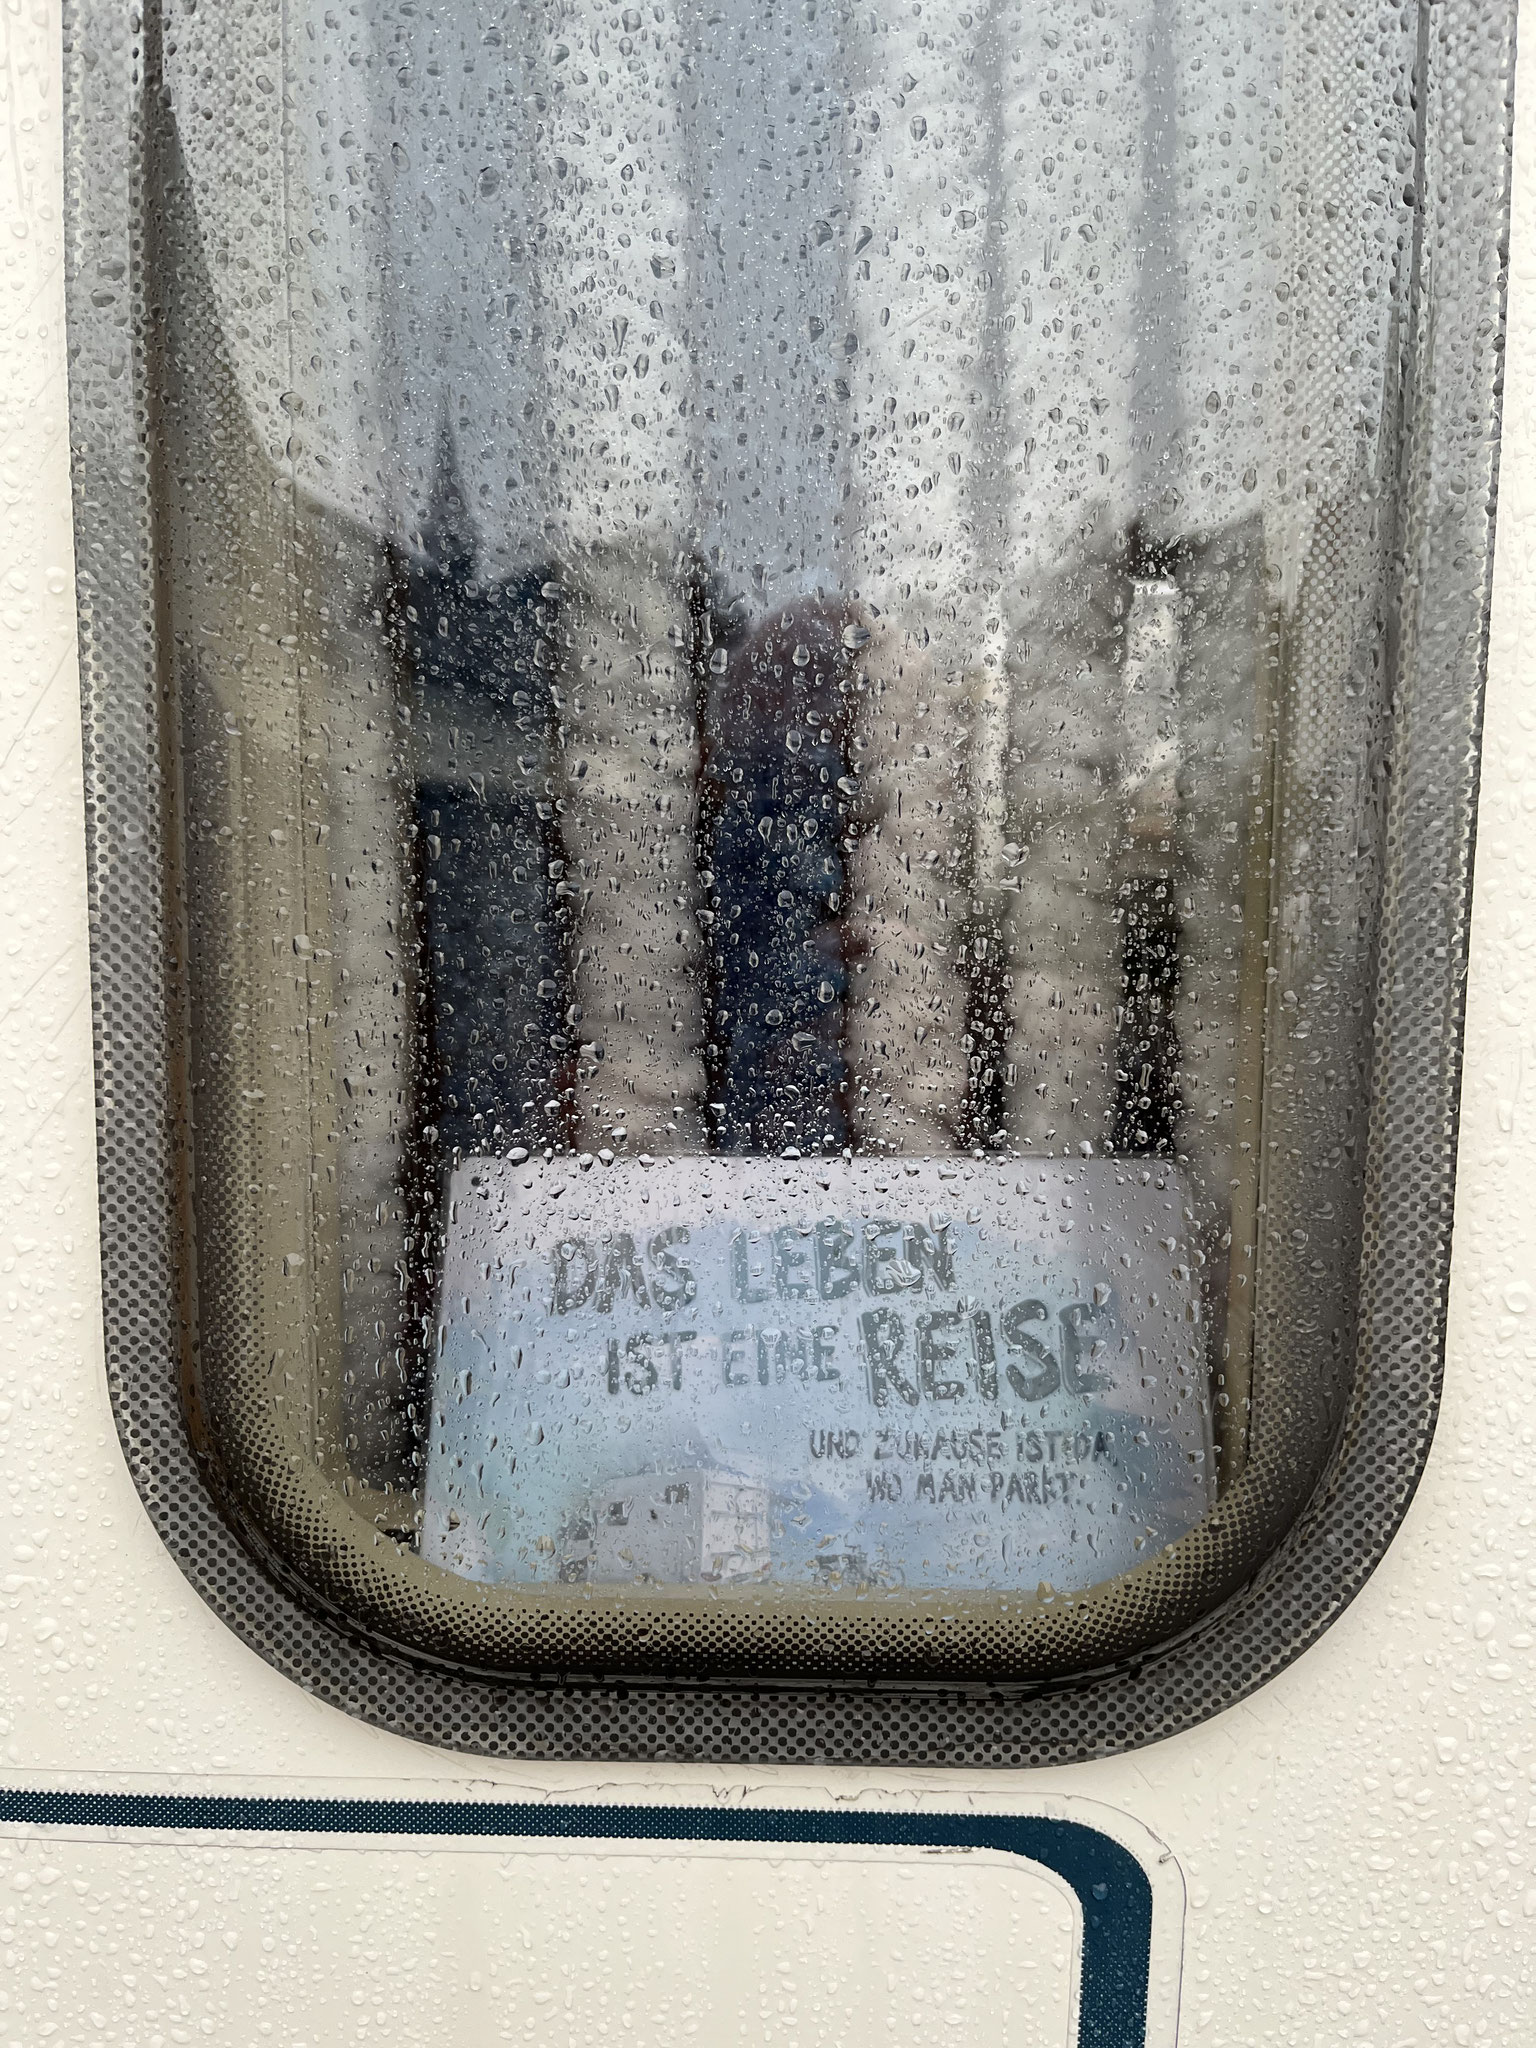 DAS LEBEN
IST EINE REISE
UND ZUHAUSE IST DA,
WO MAN PARKT.